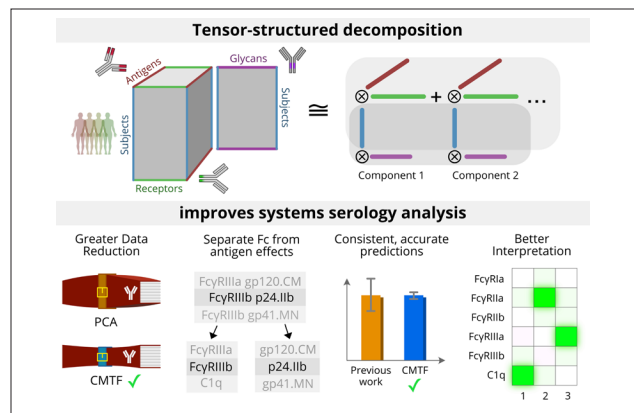 Tensor-structured decomposition
Antigens
Glycans
Subjects
Subjects
Receptors
≅
+
...
Component 1
Component 2
improves systems serology analysis
Greater Data
Reduction
PCA
CMTF
Separate Fc from
antigen effects
FcγRIIIa gp120.CM
FcγRIIIb p24.IIb
FcγRIIIb gp41.MN
FcγRIIIa
FcγRIIIb
C1q
gp120.CM
p24.IIb
gp41.MN
Consistent, accurate
predictions
Previous
work
CMTF
Better
Interpretation
FcγRIa
FcγRIIa
FcγRIIb
FcγRIIIa
FcγRIIIb
C1q
1 2 3